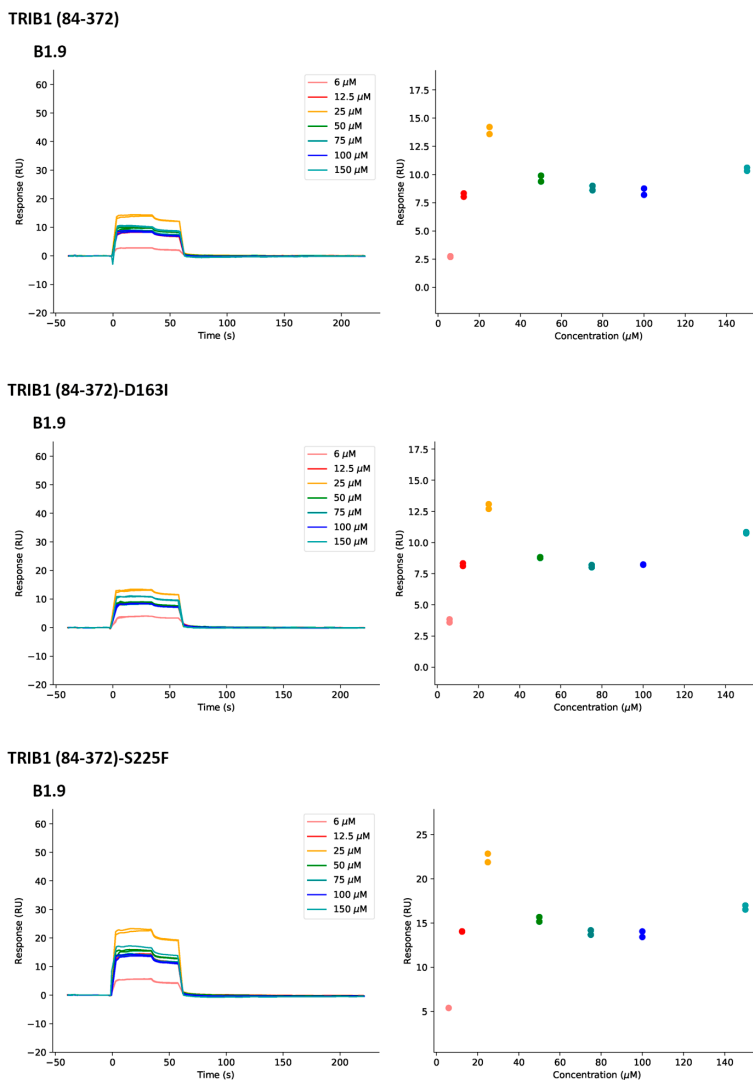 TRIB1 (84-372)
B1.9
60
50
40
30
20
10
0
−10
−20
−50
0
50
100
150
200
Response (RU)
Time (s)
6 µM
12.5 µM
25 µM
50 µM
75 µM
100 µM
150 µM
17.5
15.0
12.5
10.0
7.5
5.0
2.5
0.0
0
20
40
60
80
100
120
140
Response (RU)
Concentration (µM)
TRIB1 (84-372)-D163I
B1.9
60
50
40
30
20
10
0
−10
−20
−50
0
50
100
150
200
Response (RU)
Time (s)
6 µM
12.5 µM
25 µM
50 µM
75 µM
100 µM
150 µM
17.5
15.0
12.5
10.0
7.5
5.0
2.5
0.0
0
20
40
60
80
100
120
140
Response (RU)
Concentration (µM)
TRIB1 (84-372)-S225F
B1.9
60
50
40
30
20
10
0
−10
−20
−50
0
50
100
150
200
Response (RU)
Time (s)
6 µM
12.5 µM
25 µM
50 µM
75 µM
100 µM
150 µM
25
20
15
10
5
0
20
40
60
80
100
120
140
Response (RU)
Concentration (µM)